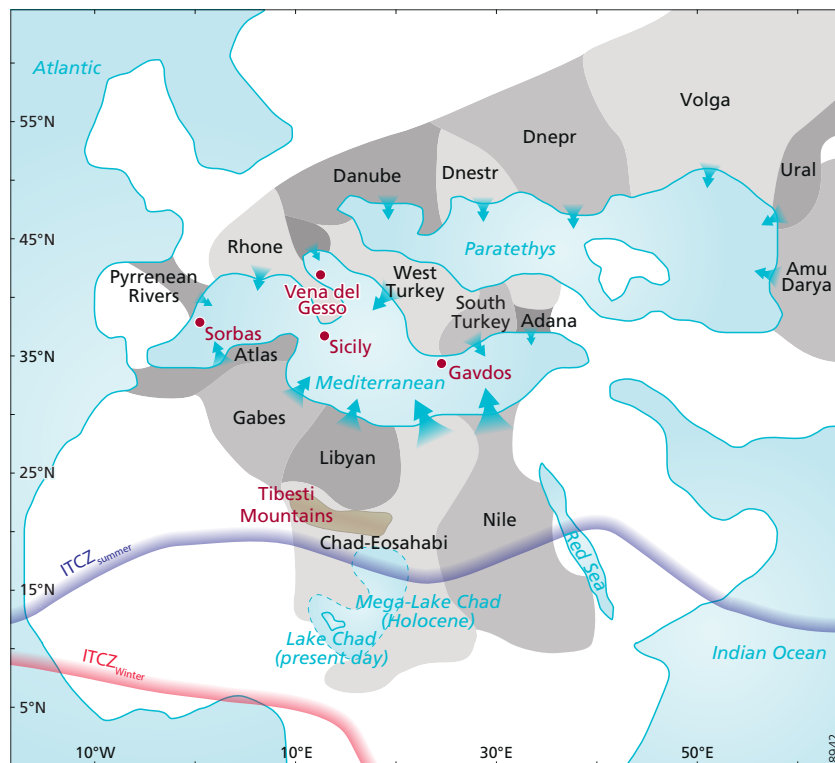 Atlantic
55°N
45°N
35°N
25°N
15°N
5°N
10°W
10°E
30°E
50°E
Volga
Dnepr
Dnestr
Danube
Ural
Rhone
Paratethys
Pyrrenean
Rivers
West
Turkey
Amu
Darya
Vena del
Gesso
South
Turkey
Adana
Sorbas
Sicily
Atlas
Mediterranean
Gavdos
Gabes
Libyan
Tibesti
Mountains
Nile
Chad-Eosahabi
Red Sea
ITCZsummer
Mega-Lake Chad
(Holocene)
Lake Chad
(present day)
Indian Ocean
ITCZWinter
8942